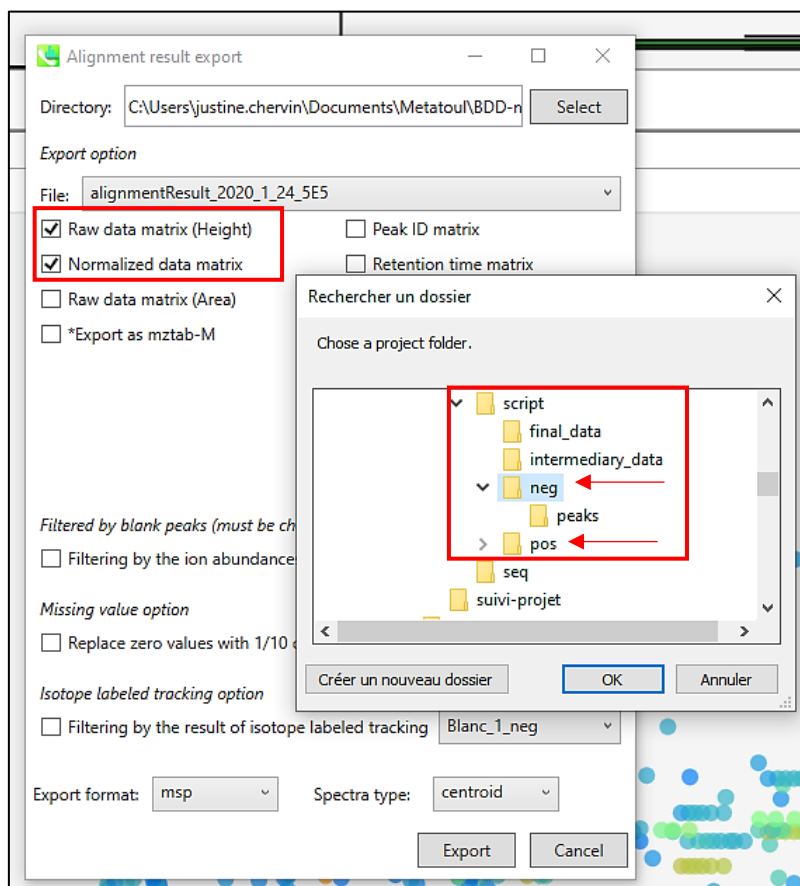 Alignment result export
Directory: C:\Users\justine.chervin\Documents\Metatoul\BDD-n Select
Export option
File: alignmentResult_2020_1_24_5E5
Raw data matrix (Height) Peak ID matrix
Normalized data matrix Retention time matrix
Raw data matrix (Area)
*Export as mztab-M
Rechercher un dossier
Chose a project folder.
script
final_data
intermediary_data
neg
peaks
pos
seq
suivi-projet
Créer un nouveau dossier OK Annuler
Filtered by blank peaks (must be ch
Filtering by the ion abundances
Missing value option
Replace zero values with 1/10
Isotope labeled tracking option
Filtering by the result of isotope labeled tracking Blanc_1_neg
Export format: msp Spectra type: centroid
Export Cancel